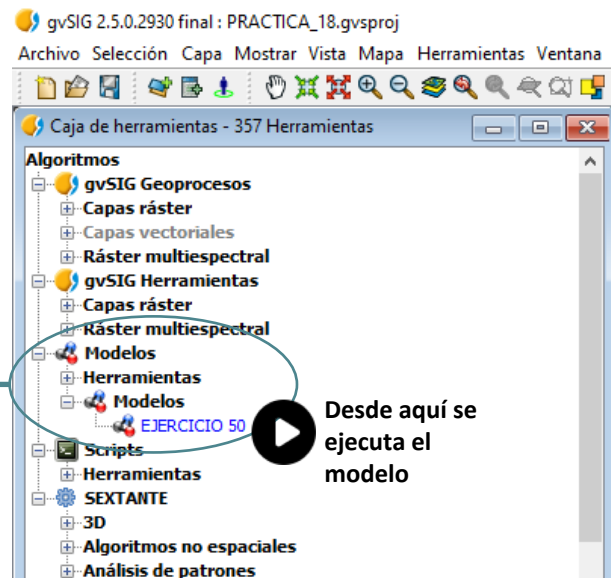 gvSIG 2.5.0.2930 final : PRACTICA_18.gvsproj
Archivo Selección Capa Mostrar Vista Mapa Herramientas Ventana
Caja de herramientas - 357 Herramientas
Algoritmos
gvSIG Geoprocesos
Capas ráster
Capas vectoriales
Ráster multiespectral
gvSIG Herramientas
Capas ráster
Ráster multiespectral
Modelos
Herramientas
Modelos
EJERCICIO 50
Desde aquí se
ejecuta el
modelo
Scripts
Herramientas
SEXTANTE
3D
Algoritmos no espaciales
Análisis de patrones